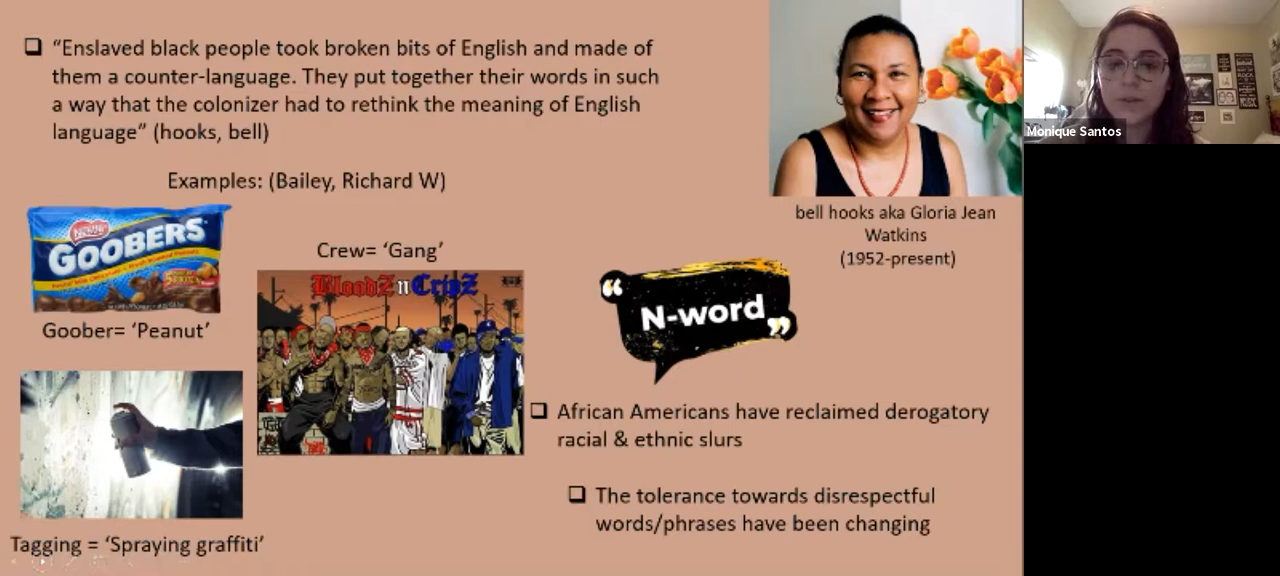 ❑ “Enslaved black people took broken bits of English and made of
them a counter-language. They put together their words in such
a way that the colonizer had to rethink the meaning of English
language” (hooks, bell)
Examples: (Bailey, Richard W)
bell hooks aka Gloria Jean
Watkins
(1952-present)
Monique Santos
Nestle
GOOBERS
Goober= ‘Peanut’
Crew= ‘Gang’
BloodZ n CripZ
“N-word”
Tagging = ‘Spraying graffiti’
❑ African Americans have reclaimed derogatory
racial & ethnic slurs
❑ The tolerance towards disrespectful
words/phrases have been changing